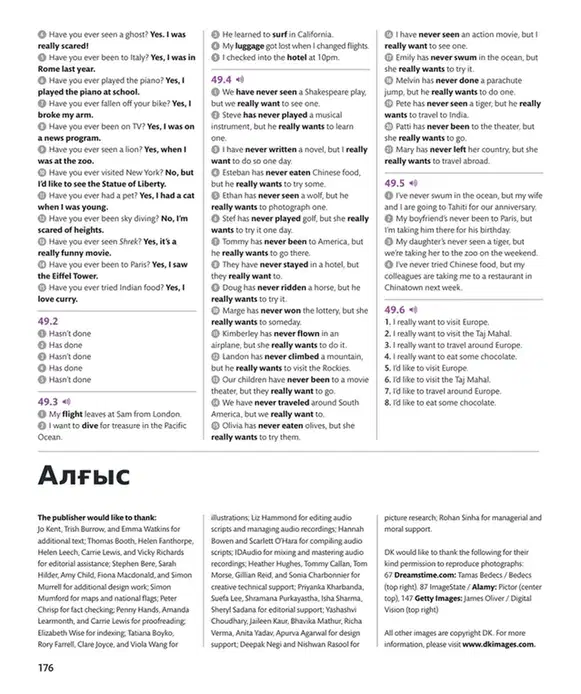 4 Have you ever seen a ghost? Yes. I was
really scared!
5 Have you ever been to Italy? Yes, I was in
Rome last year.
6 Have you ever played the piano? Yes, I
played the piano at school.
7 Have you ever fallen off your bike? Yes, I
broke my arm.
8 Have you ever been on TV? Yes, I was on
a news program.
9 Have you ever seen a lion? Yes, when I
was at the zoo.
10 Have you ever visited New York? No, but
I'd like to see the Statue of Liberty.
11 Have you ever had a pet? Yes, I had a cat
when I was young.
12 Have you ever been sky diving? No, I'm
scared of heights.
13 Have you ever seen Shrek? Yes, it's a
really funny movie.
14 Have you ever been to Paris? Yes, I saw
the Eiffel Tower.
15 Have you ever tried Indian food? Yes, I
love curry.
49.2
1 Hasn't done
2 Has done
3 Hasn't done
4 Has done
5 Hasn't done
49.3
1 My flight leaves at 5am from London.
2 I want to dive for treasure in the Pacific
Ocean.
3 He learned to surf in California.
4 My luggage got lost when I changed flights.
5 I checked into the hotel at 10pm.
49.4
1 We have never seen a Shakespeare play,
but we really want to see one.
2 Steve has never played a musical
instrument, but he really wants to learn
one.
3 I have never written a novel, but I really
want to do so one day.
4 Esteban has never eaten Chinese food,
but he really wants to try some.
5 Ethan has never seen a wolf, but he
really wants to photograph one.
6 Stef has never played golf, but she really
wants to try it one day.
7 Tommy has never been to America, but
he really wants to go there.
8 They have never stayed in a hotel, but
they really want to.
9 Doug has never ridden a horse, but he
really wants to try it.
10 Marge has never won the lottery, but she
really wants to someday.
11 Kimberley has never flown in an
airplane, but she really wants to do it.
12 Landon has never climbed a mountain,
but he really wants to visit the Rockies.
13 Our children have never been to a movie
theater, but they really want to go.
14 We have never traveled around South
America, but we really want to.
15 Olivia has never eaten olives, but she
really wants to try them.
16 I have never seen an action movie, but I
really want to see one.
17 Emily has never swum in the ocean, but
she really wants to try it.
18 Melvin has never done a parachute
jump, but he really wants to do one.
19 Pete has never seen a tiger, but he really
wants to travel to India.
20 Patti has never been to the theater, but
she really wants to go.
21 Mary has never left her country, but she
really wants to travel abroad.
49.5
1 I've never swum in the ocean, but my wife
and I are going to Tahiti for our anniversary.
2 My boyfriend's never been to Paris, but
I'm taking him there for his birthday.
3 My daughter's never seen a tiger, but
we're taking her to the zoo on the weekend.
4 I've never tried Chinese food, but my
colleagues are taking me to a restaurant in
Chinatown next week.
49.6
1. I really want to visit Europe.
2. I really want to visit the Taj Mahal.
3. I really want to travel around Europe.
4. I really want to eat some chocolate.
5. I'd like to visit Europe.
6. I'd like to visit the Taj Mahal.
7. I'd like to travel around Europe.
8. I'd like to eat some chocolate.
Алғыс
The publisher would like to thank:
Jo Kent, Trish Burrow, and Emma Watkins for
additional text; Thomas Booth, Helen Fanthorpe,
Helen Leech, Carrie Lewis, and Vicky Richards
for editorial assistance; Stephen Bere, Sarah
Hilder, Amy Child, Fiona Macdonald, and Simon
Murrell for additional design work; Simon
Mumford for maps and national flags; Peter
Chrisp for fact checking; Penny Hands, Amanda
Learmonth, and Carrie Lewis for proofreading;
Elizabeth Wise for indexing; Tatiana Boyko,
Rory Farrell, Clare Joyce, and Viola Wang for
illustrations; Liz Hammond for editing audio
scripts and managing audio recordings; Hannah
Bowen and Scarlett O'Hara for compiling audio
scripts; IDAudio for mixing and mastering audio
recordings; Heather Hughes, Tommy Callan, Tom
Morse, Gillian Reid, and Sonia Charbonnier for
creative technical support; Priyanka Kharbanda,
Suefa Lee, Shramana Purkayastha, Isha Sharma,
Sheryl Sadana for editorial support; Yashashvi
Choudhary, Jaileen Kaur, Bhavika Mathur, Richa
Verma, Anita Yadav, Apurva Agarwal for design
support; Deepak Negi and Nishwan Rasool for
picture research; Rohan Sinha for managerial and
moral support.
DK would like to thank the following for their
kind permission to reproduce photographs:
67 Dreamstime.com: Tamas Bedecs / Bedecs
(top right). 87 ImageState / Alamy: Pictor (center
top), 147 Getty Images: James Oliver / Digital
Vision (top right)
All other images are copyright DK. For more
information, please visit www.dkimages.com.
176